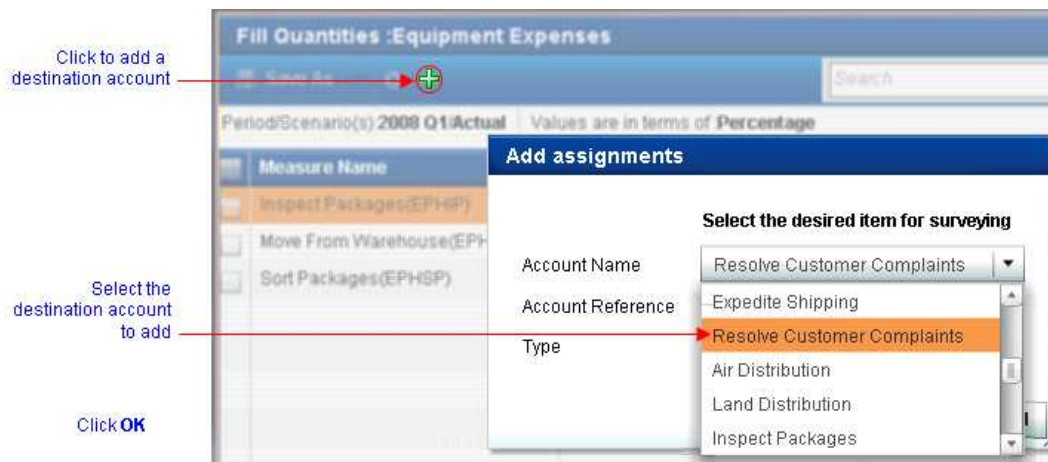 Fill Quantities :Equipment Expenses
Click to add a
destination account
Save As
Search
Period/Scenario(s) 2008 Q1/Actual Values are in terms of Percentage
Add assignments
Measure Name
Inspect Packages(EPHIP)
Move From Warehouse(EPH
Sort Packages(EPHSP)
Select the desired item for surveying
Account Name
Resolve Customer Complaints
Account Reference
Type
Expedite Shipping
Resolve Customer Complaints
Air Distribution
Land Distribution
Inspect Packages
Select the
destination account
to add
Click OK